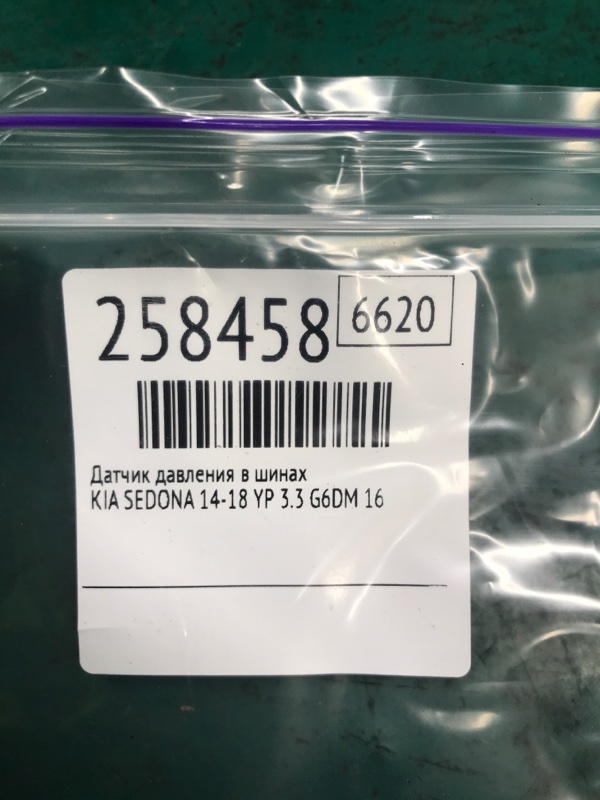 258458 6620
Датчик давления в шинах
KIA SEDONA 14-18 YP 3.3 G6DM 16